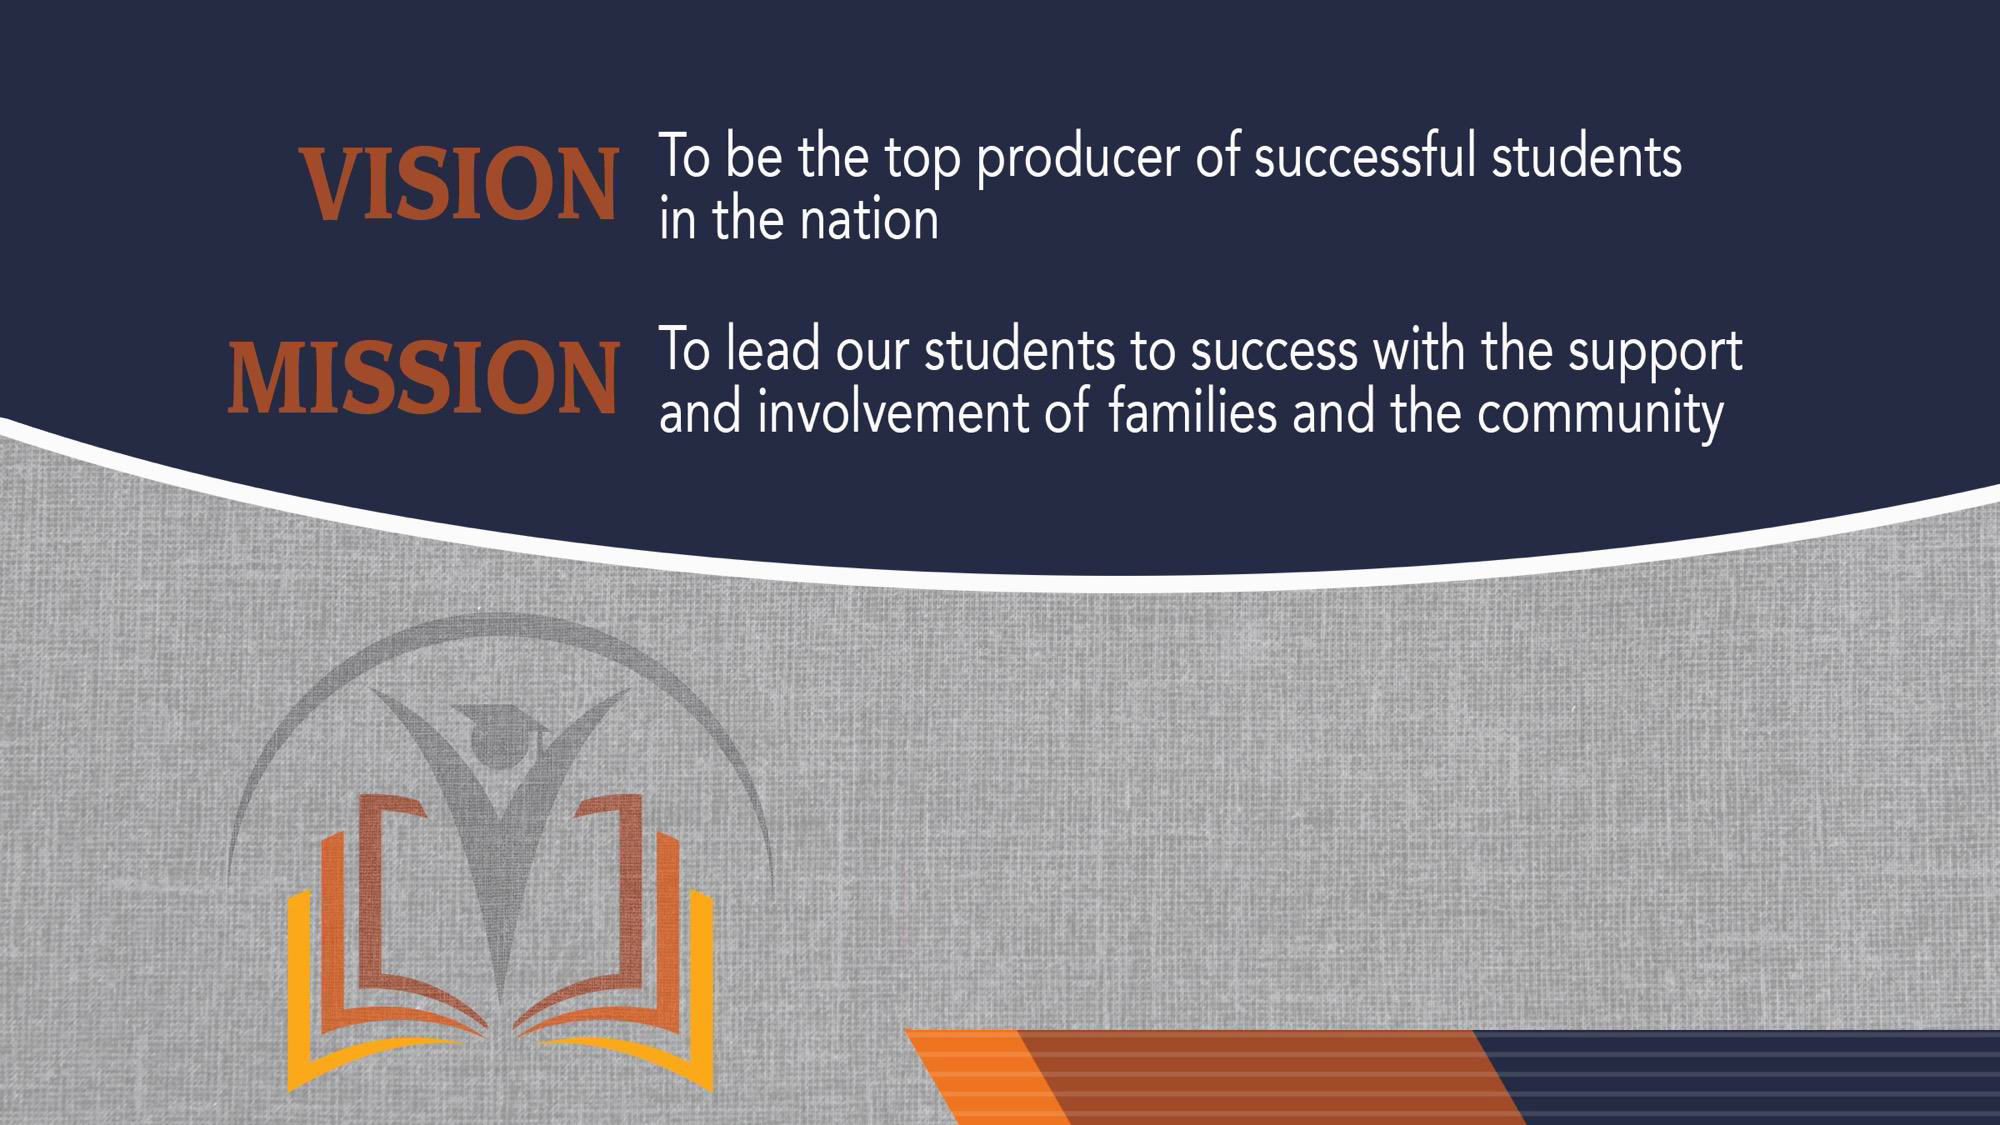 VISION
To be the top producer of successful students
in the nation
MISSION
To lead our students to success with the support
and involvement of families and the community